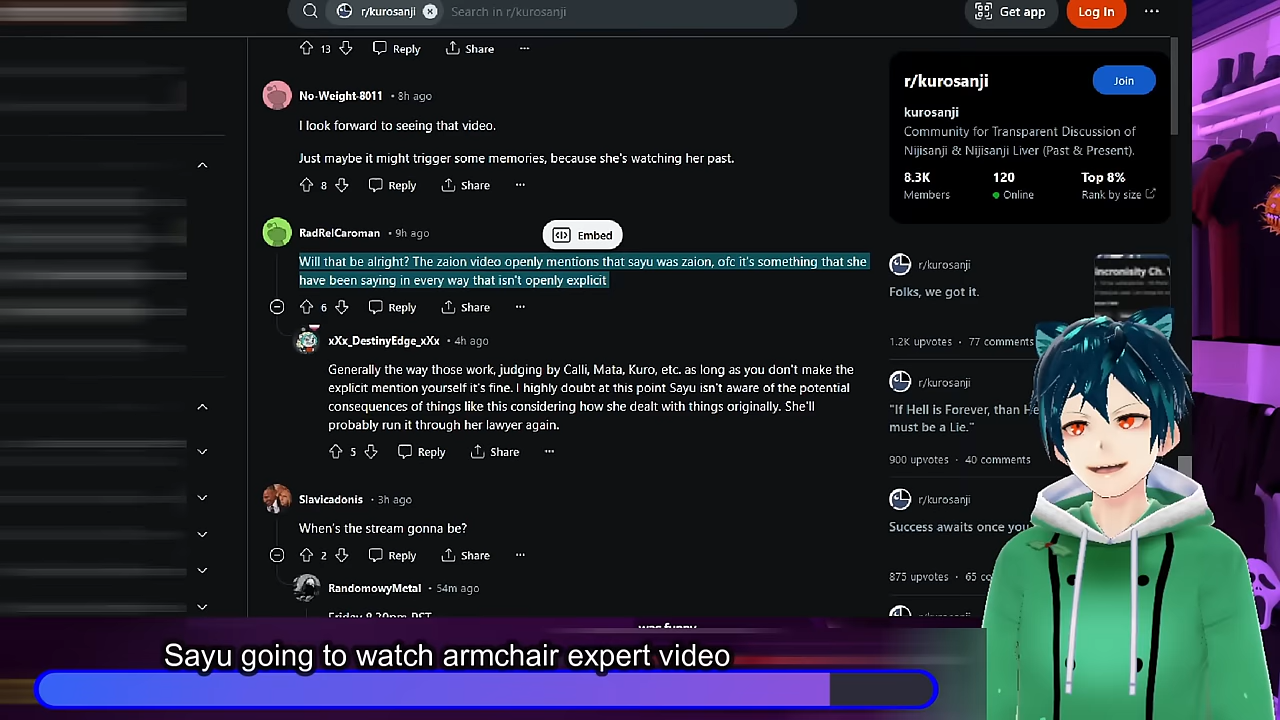 r/kurosanji
Search in r/kurosanji
Get app
Log In
13
Reply
Share
No-Weight-8011 • 8h ago
I look forward to seeing that video.
Just maybe it might trigger some memories, because she's watching her past.
8
Reply
Share
RadRelCaroman • 9h ago
Embed
Will that be alright? The zaion video openly mentions that sayu was zaion, ofc it's something that she
have been saying in every way that isn't openly explicit
6
Reply
Share
xXx_DestinyEdge_xXx • 4h ago
Generally the way those work, judging by Calli, Mata, Kuro, etc. as long as you don't make the
explicit mention yourself it's fine. I highly doubt at this point Sayu isn't aware of the potential
consequences of things like this considering how she dealt with things originally. She'll
probably run it through her lawyer again.
5
Reply
Share
Slavicadonis • 3h ago
When's the stream gonna be?
2
Reply
Share
RandomowyMetal • 54m ago
Friday 8.30pm PST
r/kurosanji
Join
kurosanji
Community for Transparent Discussion of
Nijisanji & Nijisanji Liver (Past & Present).
8.3K
120
Top 8%
Members
Online
Rank by size
r/kurosanji
Folks, we got it.
1.2K upvotes • 77 comments
r/kurosanji
"If Hell is Forever, than He
must be a Lie."
900 upvotes • 40 comments
r/kurosanji
Success awaits once you
875 upvotes • 65 co
was funny
Sayu going to watch armchair expert video